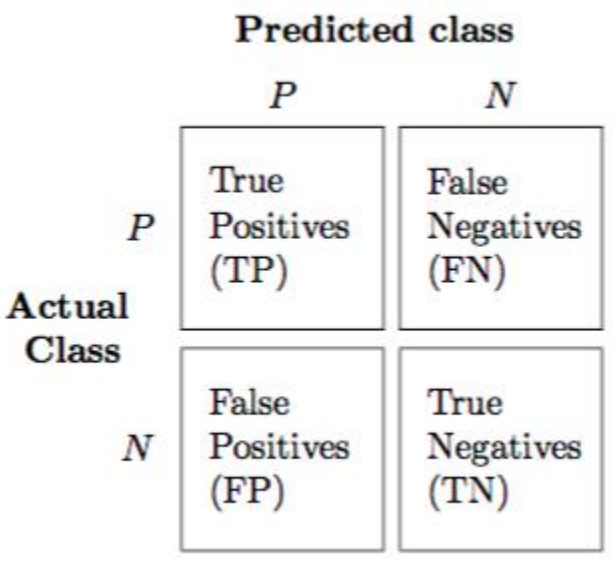 Predicted class
P N
True
Positives
(TP)
False
Negatives
(FN)
P
Actual
Class
N
False
Positives
(FP)
True
Negatives
(TN)